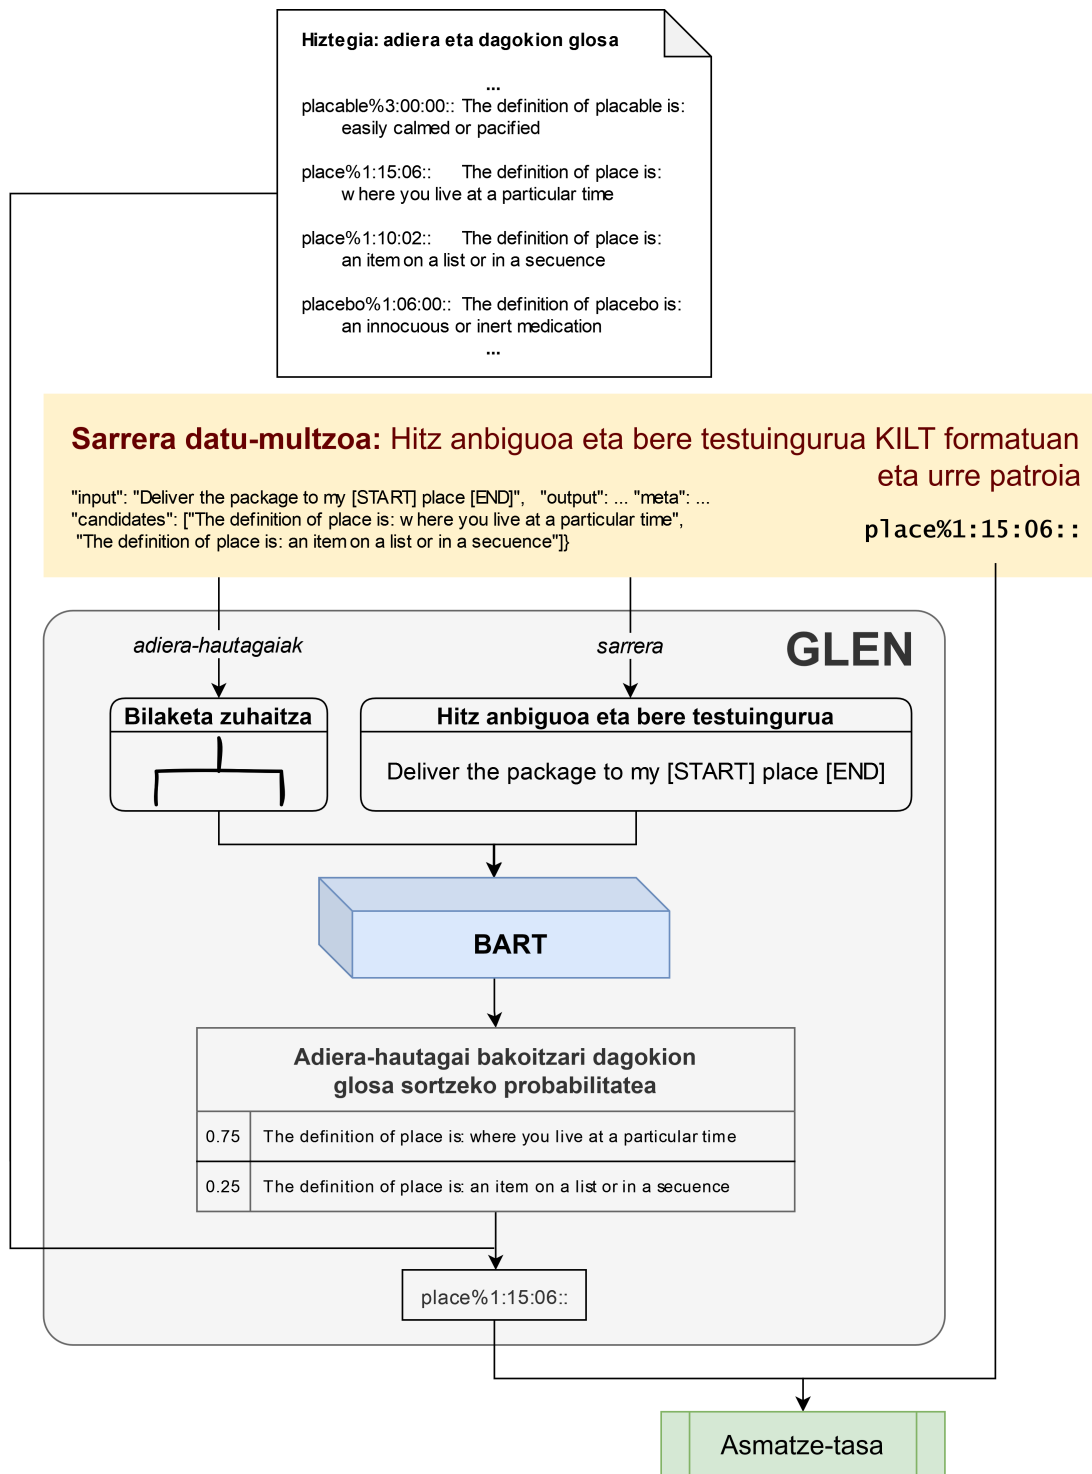 Hiztegia: adiera eta dagokion glosa
...
placable%3:00:00:: The definition of placable is:
easily calmed or pacified
place%1:15:06:: The definition of place is:
where you live at a particular time
place%1:10:02:: The definition of place is:
an item on a list or in a secuence
placebo%1:06:00:: The definition of placebo is:
an innocuous or inert medication
...
Sarrera datu-multzoa: Hitz anbiguoa eta bere testuingurua KILT formatuan
eta urre patroia
"input": "Deliver the package to my [START] place [END]", "output": ... "meta": ...
"candidates": ["The definition of place is: where you live at a particular time",
"The definition of place is: an item on a list or in a secuence"]}
place%1:15:06::
adiera-hautagaiak
sarrera
GLEN
Bilaketa zuhaitza
Hitz anbiguoa eta bere testuingurua
Deliver the package to my [START] place [END]
BART
Adiera-hautagai bakoitzari dagokion
glosa sortzeko probabilitatea
0.75 The definition of place is: where you live at a particular time
0.25 The definition of place is: an item on a list or in a secuence
place%1:15:06::
Asmatze-tasa